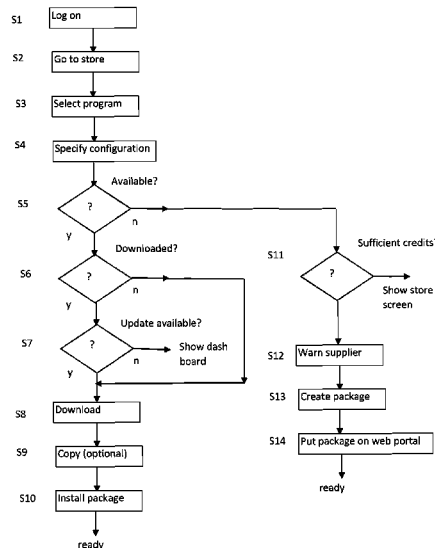 S1 Log on
S2 Go to store
S3 Select program
S4 Specify configuration
Available?
S5 ? n
y
Downloaded?
S6 ? n
y
Update available?
S7 ? n Show dash
board
y
S8 Download
S9 Copy (optional)
S10 Install package
ready
Sufficient credits?
S11 ?
Show store
screen
S12 Warn supplier
S13 Create package
S14 Put package on web portal
ready